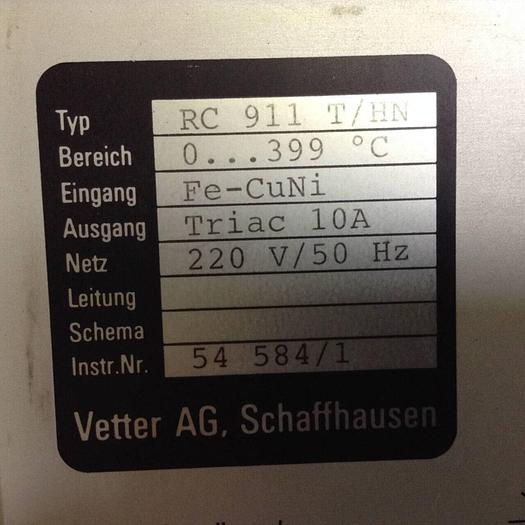 Typ RC 911 T/HN
Bereich 0...399 °C
Eingang Fe-CuNi
Ausgang Triac 10A
Netz 220 V/50 Hz
Leitung
Schema
Instr.Nr. 54 584/1
Vetter AG, Schaffhausen